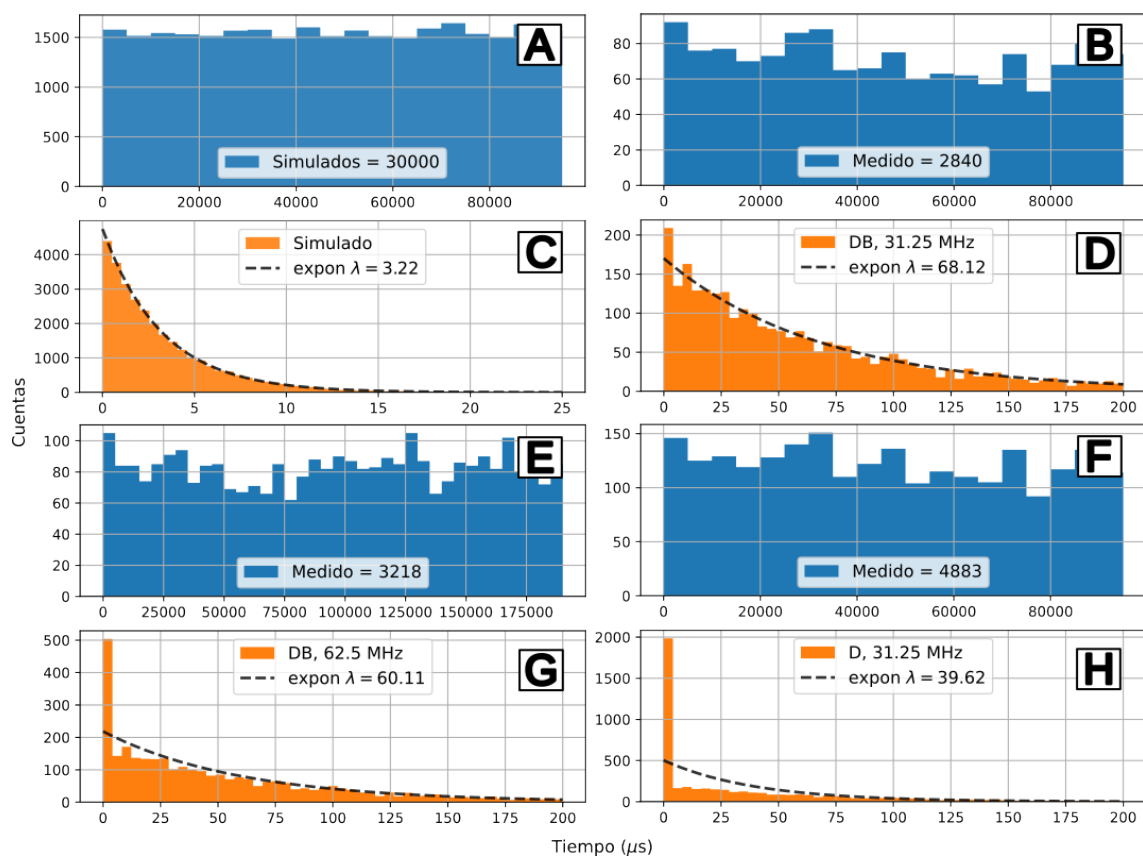 A
1500
1000
500
0
Simulados = 30000
0 20000 40000 60000 80000
B
80
60
40
20
0
Medido = 2840
0 20000 40000 60000 80000
C
4000
3000
2000
1000
0
Simulado
expon λ = 3.22
0 5 10 15 20 25
D
200
150
100
50
0
DB, 31.25 MHz
expon λ = 68.12
0 25 50 75 100 125 150 175 200
Cuentas
E
100
80
60
40
20
0
Medido = 3218
0 25000 50000 75000 100000 125000 150000 175000
F
150
100
50
0
Medido = 4883
0 20000 40000 60000 80000
G
500
400
300
200
100
0
DB, 62.5 MHz
expon λ = 60.11
0 25 50 75 100 125 150 175 200
H
2000
1500
1000
500
0
D, 31.25 MHz
expon λ = 39.62
0 25 50 75 100 125 150 175 200
Tiempo (μs)